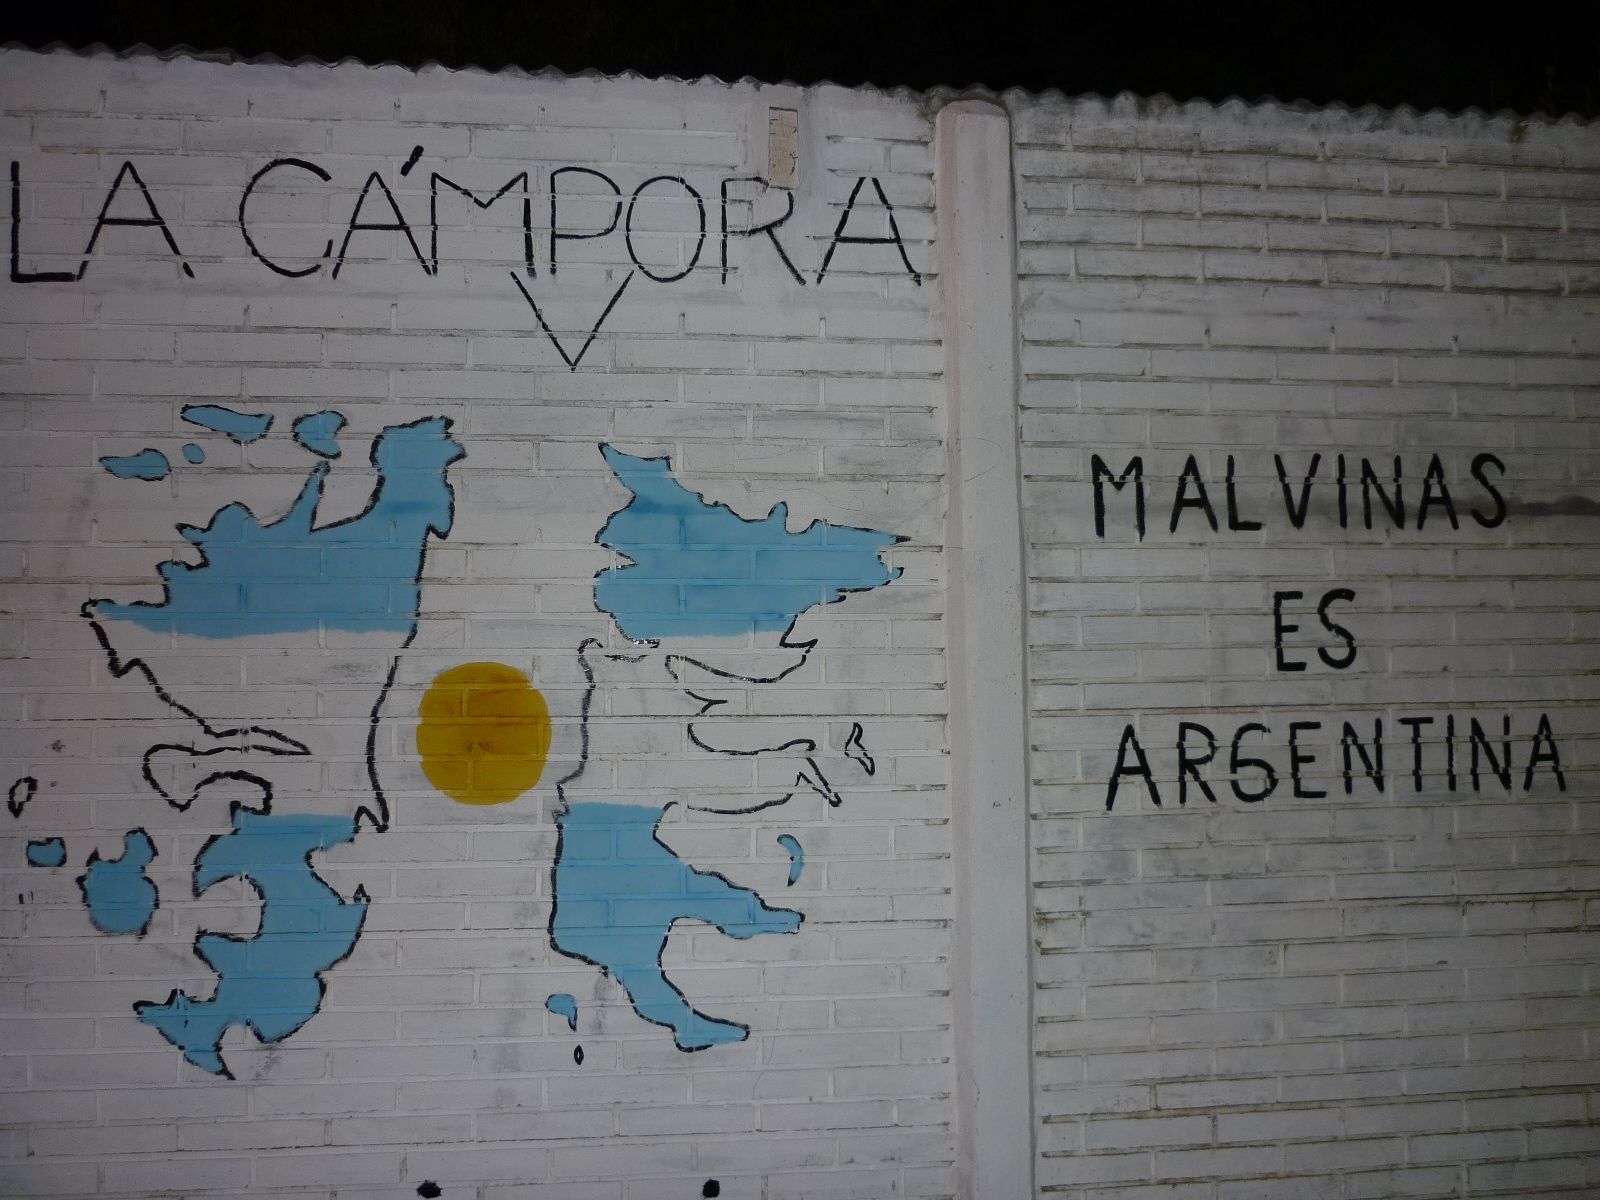 LA CÁMPORA
MALVINAS
ES
ARGENTINA